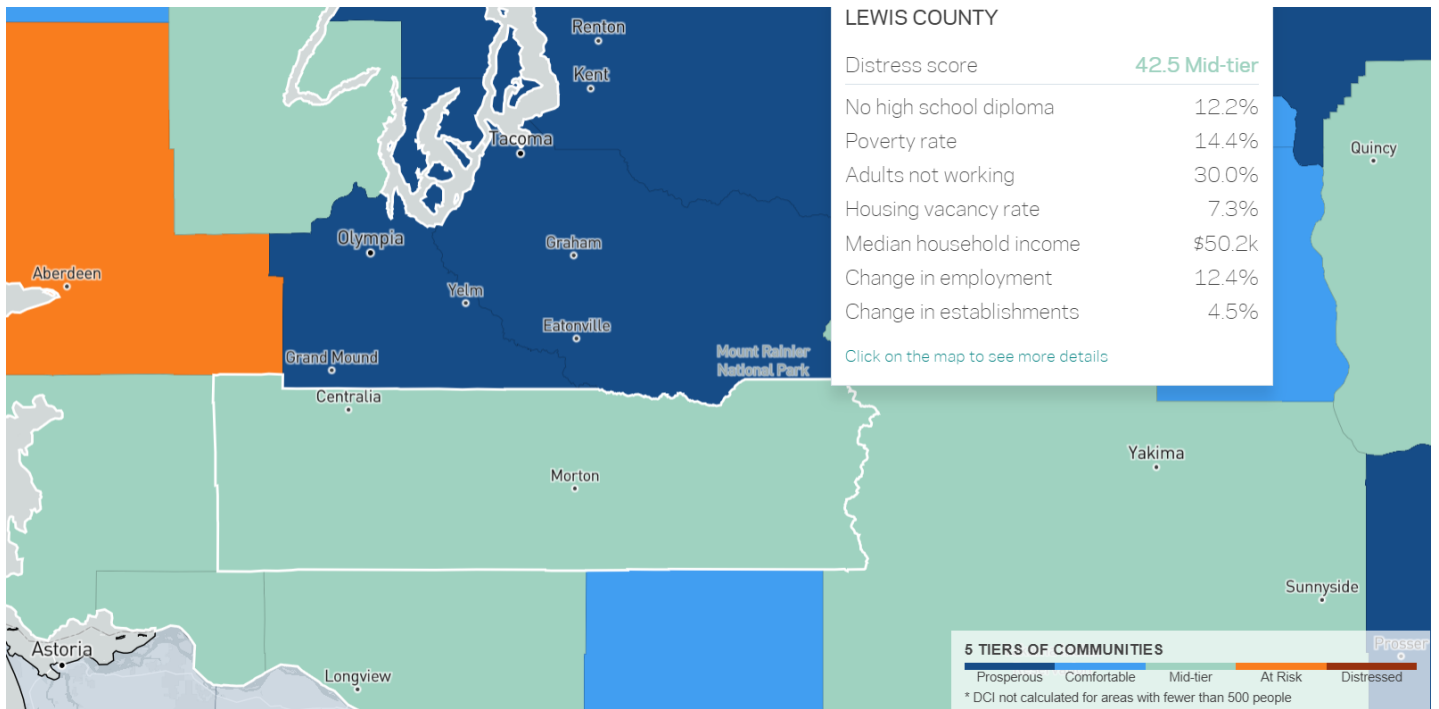 LEWIS COUNTY
Distress score 42.5 Mid-tier
No high school diploma 12.2%
Poverty rate 14.4%
Adults not working 30.0%
Housing vacancy rate 7.3%
Median household income $50.2k
Change in employment 12.4%
Change in establishments 4.5%
Click on the map to see more details
Renton
Kent
Tacoma
Quincy
Olympia
Graham
Aberdeen
Yelm
Eatonville
Grand Mound
Mount Rainier
National Park
Centralia
Morton
Yakima
Sunnyside
Astoria
Longview
Prosser
5 TIERS OF COMMUNITIES
Prosperous Comfortable Mid-tier At Risk Distressed
* DCI not calculated for areas with fewer than 500 people